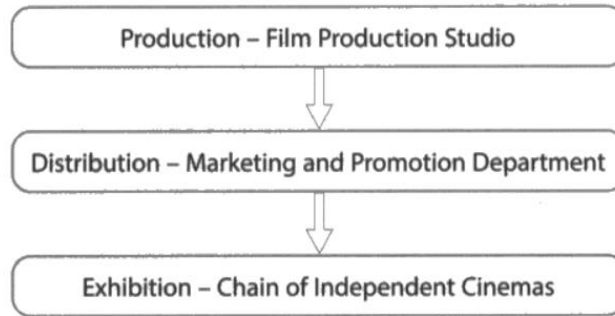 Production – Film Production Studio
Distribution – Marketing and Promotion Department
Exhibition – Chain of Independent Cinemas